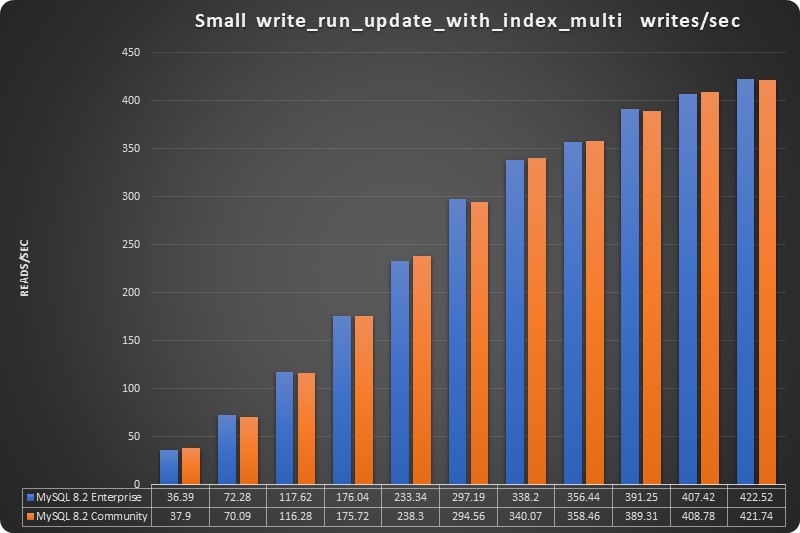 Small write_run_update_with_index_multi writes/sec
450
400
350
300
250
200
150
100
50
0
READS/SEC
MySQL 8.2 Enterprise 36.39 72.28 117.62 176.04 233.34 297.19 338.2 356.44 391.25 407.42 422.52
MySQL 8.2 Community 37.9 70.09 116.28 175.72 238.3 294.56 340.07 358.46 389.31 408.78 421.74